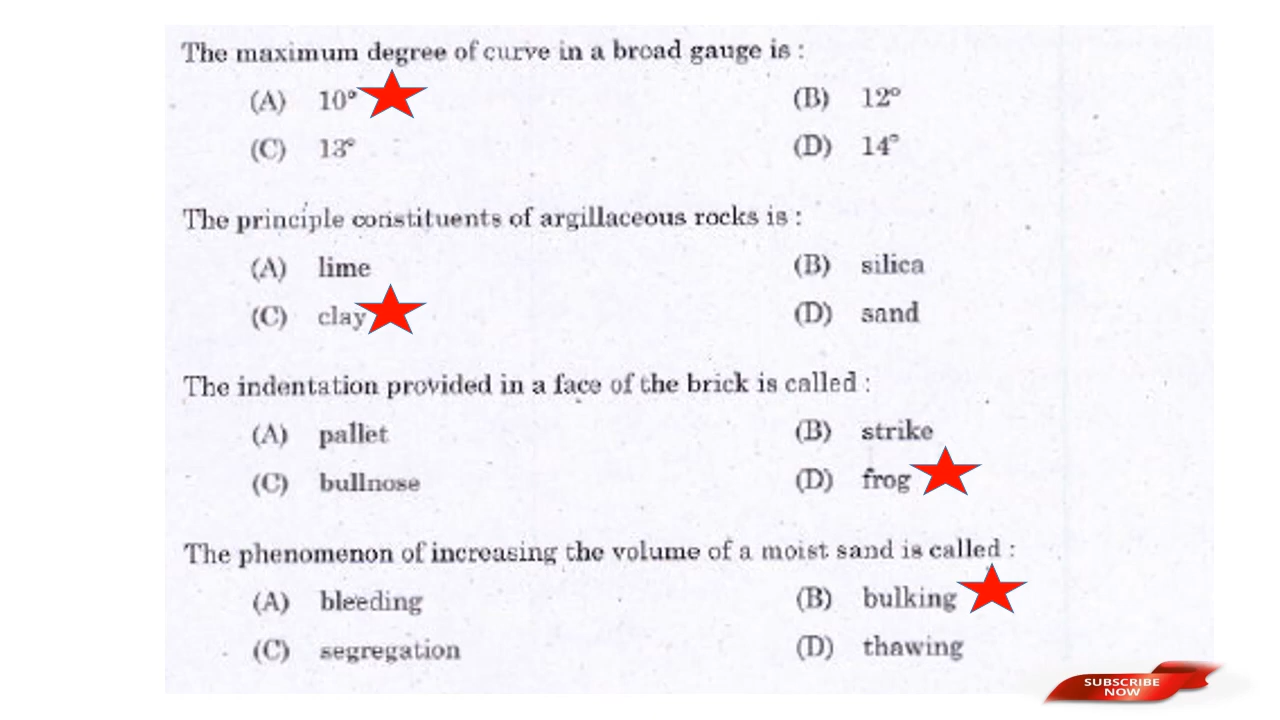 The maximum degree of curve in a broad gauge is :
(A) 10° (B) 12°
(C) 13° (D) 14°
The principle constituents of argillaceous rocks is :
(A) lime (B) silica
(C) clay (D) sand
The indentation provided in a face of the brick is called :
(A) pallet (B) strike
(C) bullnose (D) frog
The phenomenon of increasing the volume of a moist sand is called :
(A) bleeding (B) bulking
(C) segregation (D) thawing
SUBSCRIBE
NOW